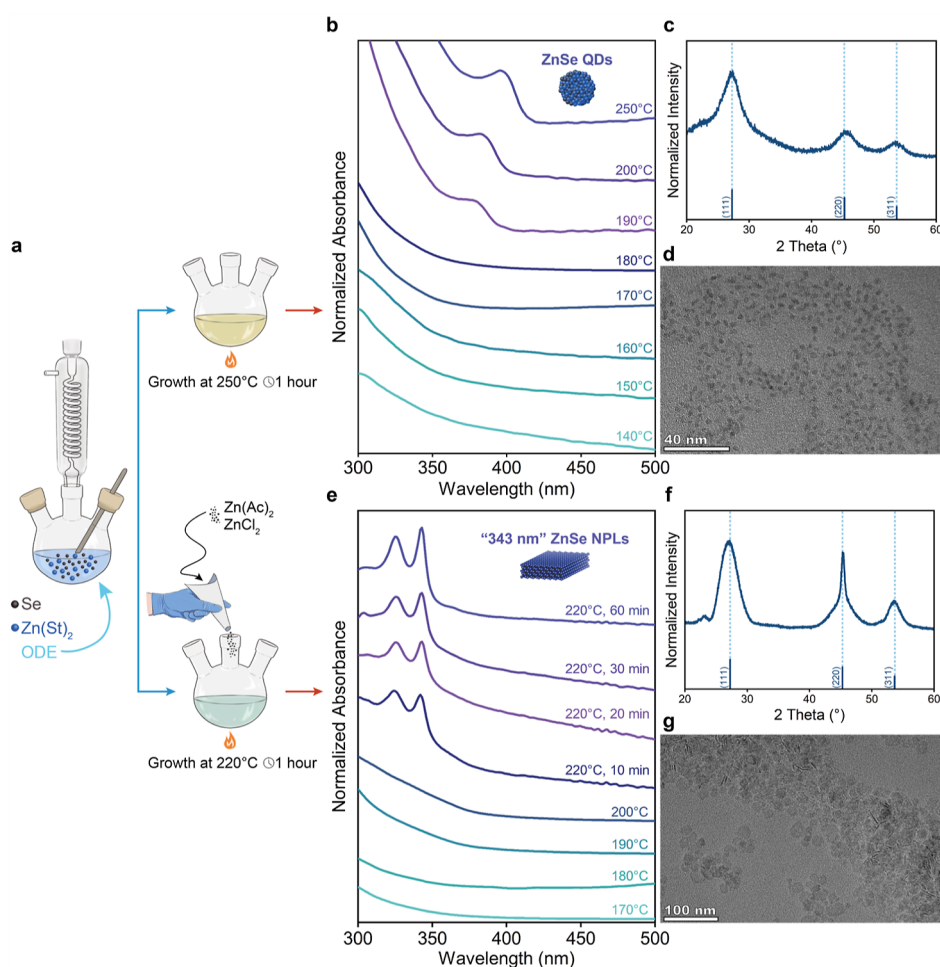 a
Se
Zn(St)2
ODE
Growth at 250°C 1 hour
Zn(Ac)2
ZnCl2
Growth at 220°C 1 hour
b
ZnSe QDs
250°C
200°C
190°C
180°C
170°C
160°C
150°C
140°C
Normalized Absorbance
300 350 400 450 500
Wavelength (nm)
c
Normalized Intensity
(111)
(220)
(311)
20 30 40 50 60
2 Theta (°)
d
40 nm
e
"343 nm" ZnSe NPLs
220°C, 60 min
220°C, 30 min
220°C, 20 min
220°C, 10 min
200°C
190°C
180°C
170°C
Normalized Absorbance
300 350 400 450 500
Wavelength (nm)
f
Normalized Intensity
(111)
(220)
(311)
20 30 40 50 60
2 Theta (°)
g
100 nm